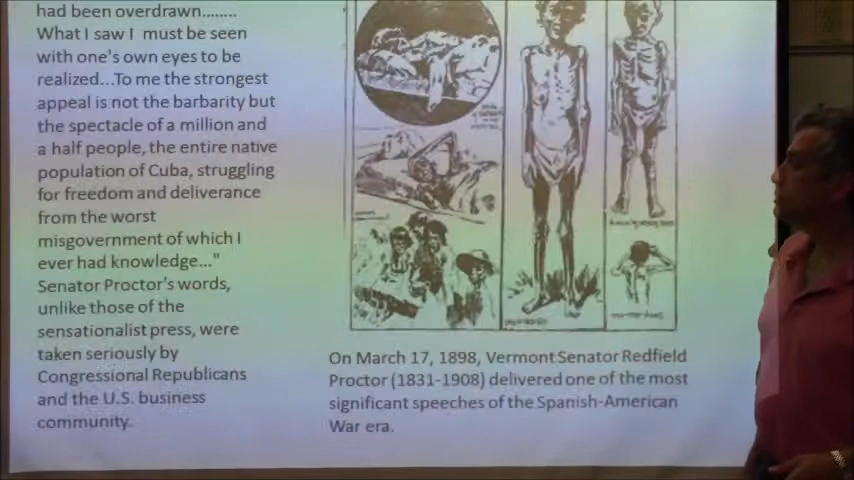 had been overdrawn........
What I saw I must be seen
with one's own eyes to be
realized...To me the strongest
appeal is not the barbarity but
the spectacle of a million and
a half people, the entire native
population of Cuba, struggling
for freedom and deliverance
from the worst
misgovernment of which I
ever had knowledge..."
Senator Proctor's words,
unlike those of the
sensationalist press, were
taken seriously by
Congressional Republicans
and the U.S. business
community.
On March 17, 1898, Vermont Senator Redfield
Proctor (1831-1908) delivered one of the most
significant speeches of the Spanish-American
War era.